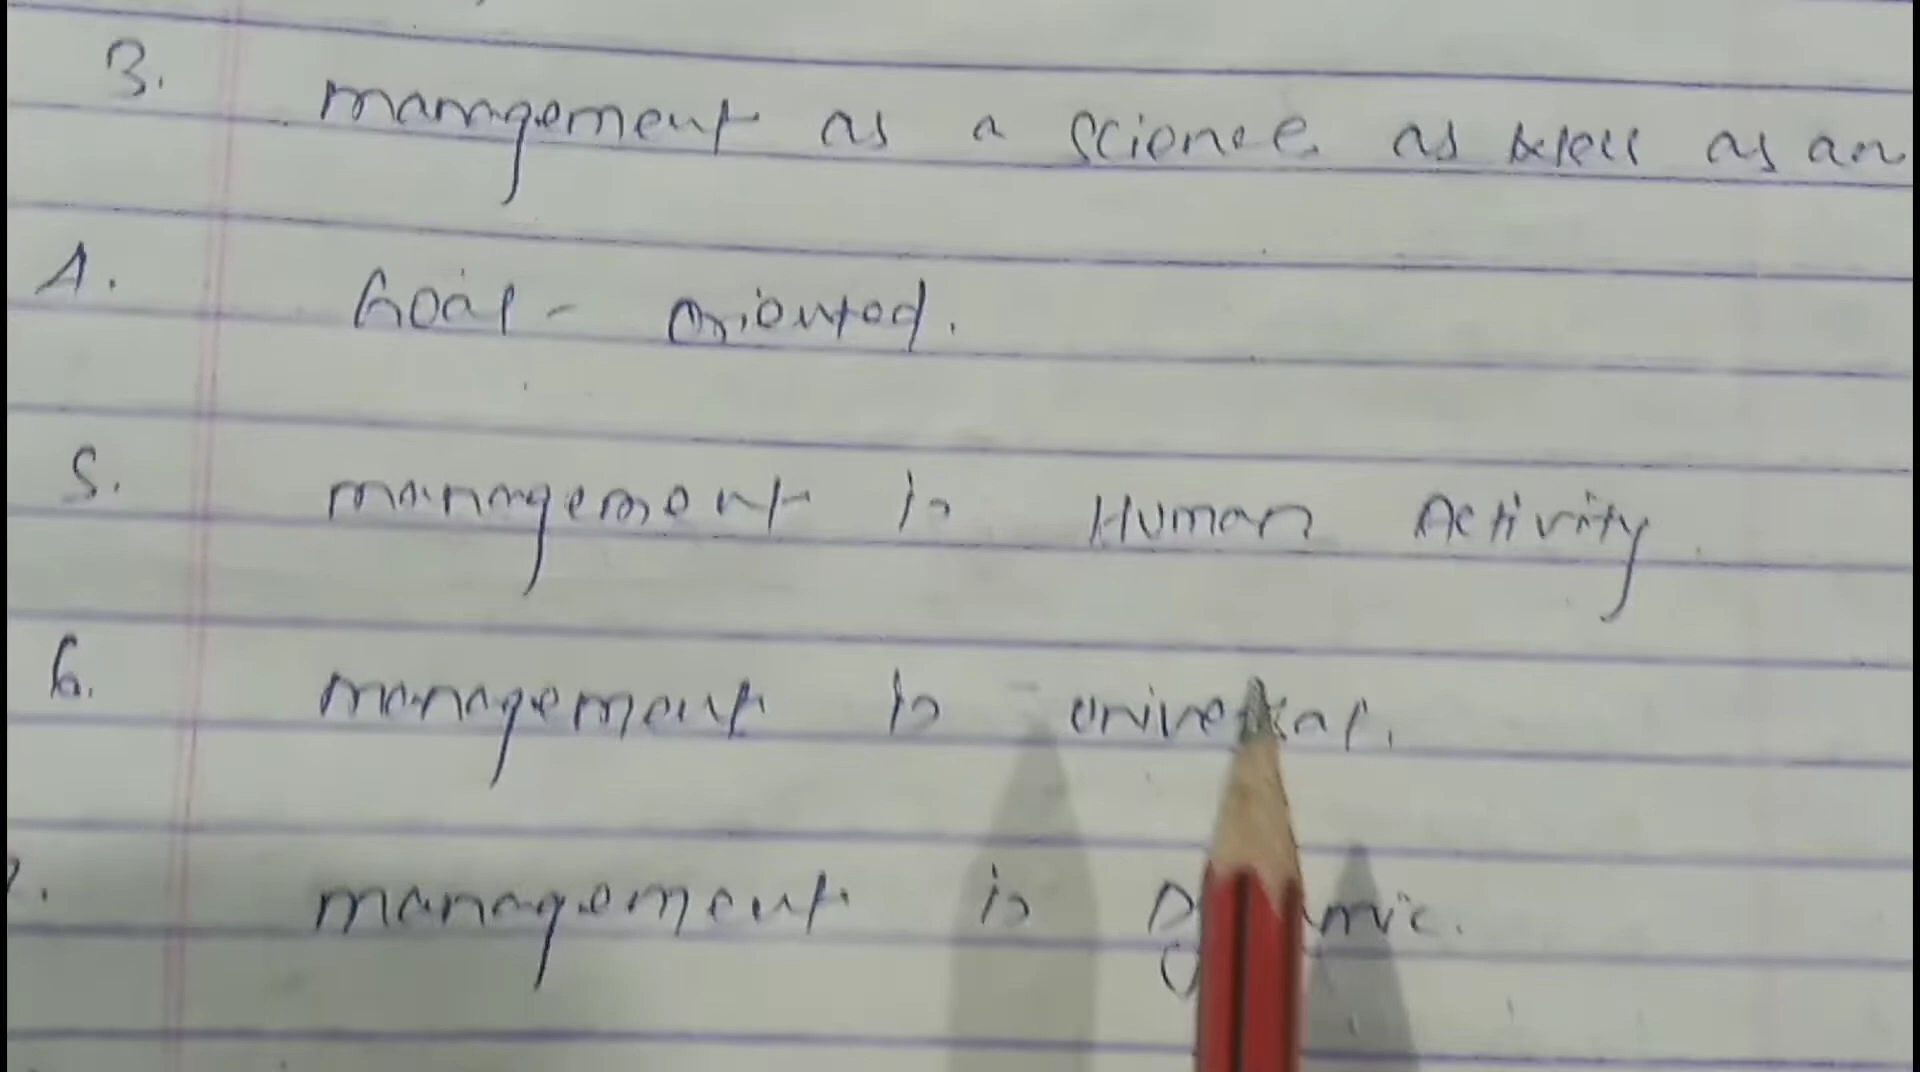 3. management as a science as well as an
4. Goal - oriented.
5. management is Human Activity
6. management is universal.
7. management is